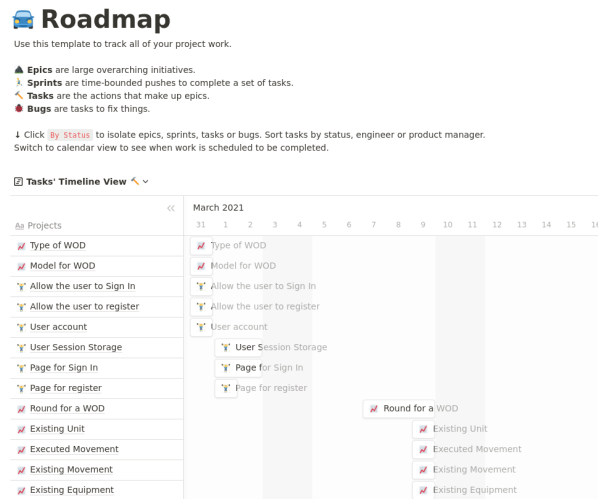 Roadmap
Use this template to track all of your project work.
Epics are large overarching initiatives.
Sprints are time-bounded pushes to complete a set of tasks.
Tasks are the actions that make up epics.
Bugs are tasks to fix things.
↓ Click By Status to isolate epics, sprints, tasks or bugs. Sort tasks by status, engineer or product manager.
Switch to calendar view to see when work is scheduled to be completed.
Tasks' Timeline View
March 2021
Aa Projects 31 1 2 3 4 5 6 7 8 9 10 11 12 13 14 15
Type of WOD Type of WOD
Model for WOD Model for WOD
Allow the user to Sign In Allow the user to Sign In
Allow the user to register Allow the user to register
User account User account
User Session Storage User Session Storage
Page for Sign In Page for Sign In
Page for register Page for register
Round for a WOD Round for a WOD
Existing Unit Existing Unit
Executed Movement Executed Movement
Existing Movement Existing Movement
Existing Equipment Existing Equipment